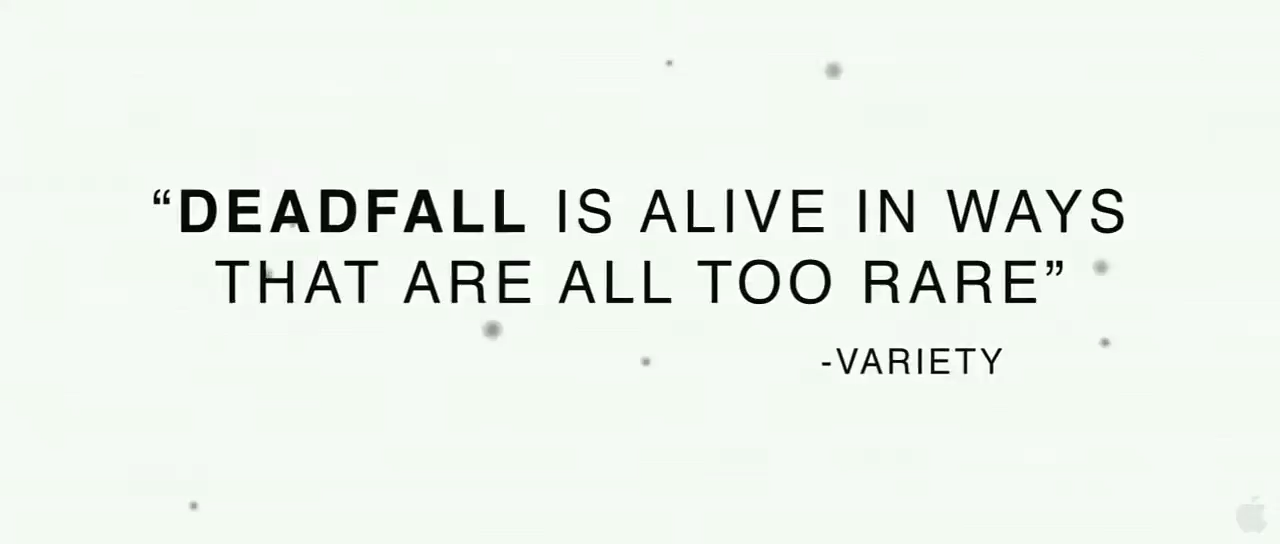 “DEADFALL IS ALIVE IN WAYS
THAT ARE ALL TOO RARE”
-VARIETY